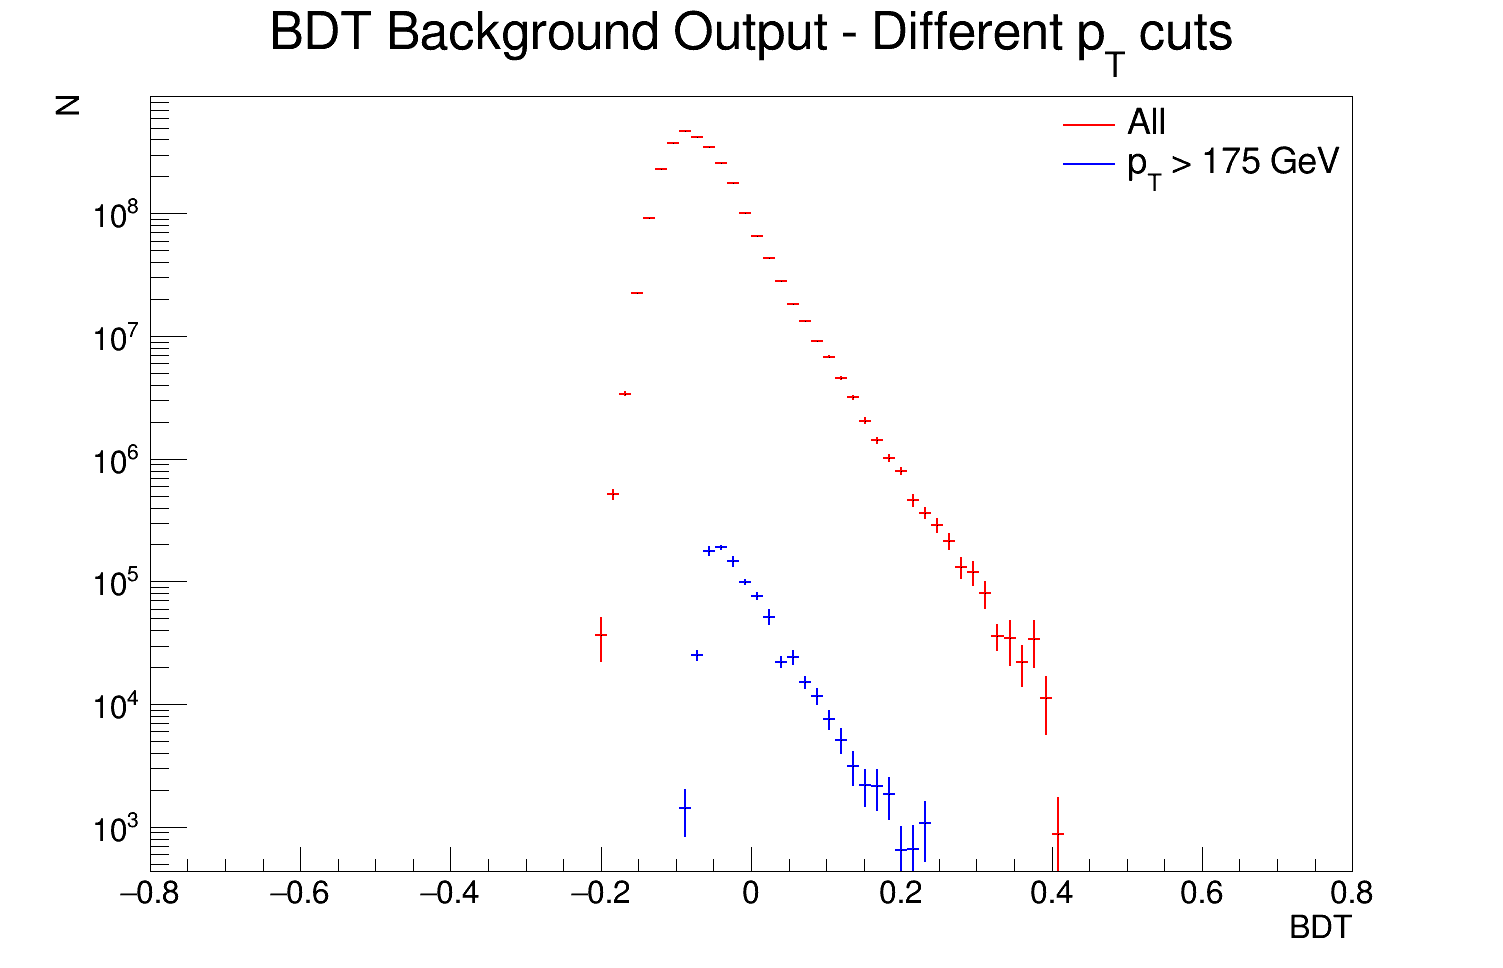 BDT Background Output - Different pT cuts
N
All
pT > 175 GeV
10^8
10^7
10^6
10^5
10^4
10^3
−0.8 −0.6 −0.4 −0.2 0 0.2 0.4 0.6 0.8
BDT